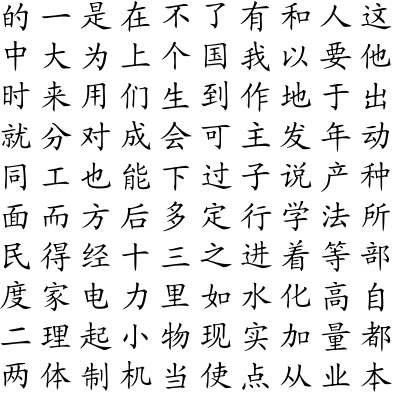 的一是在不了有和人这
中大为上个国我以要他
时来用们生到作地于出
就分对成会可主发年动
同工也能下过子说产种
面而方后多定行学法所
民得经十三之进着等部
度家电力里如水化高自
二理起小物现实加量都
两体制机当使点从业本